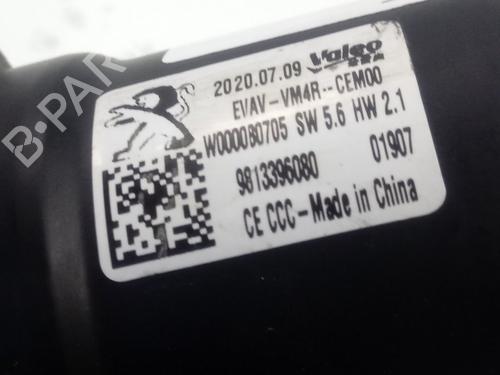 2020.07.09 Valeo
EVAV-VM4R--CEM00
W000080705 SW 5.6 HW 2.1
9813396080 01907
CE CCC-Made in China